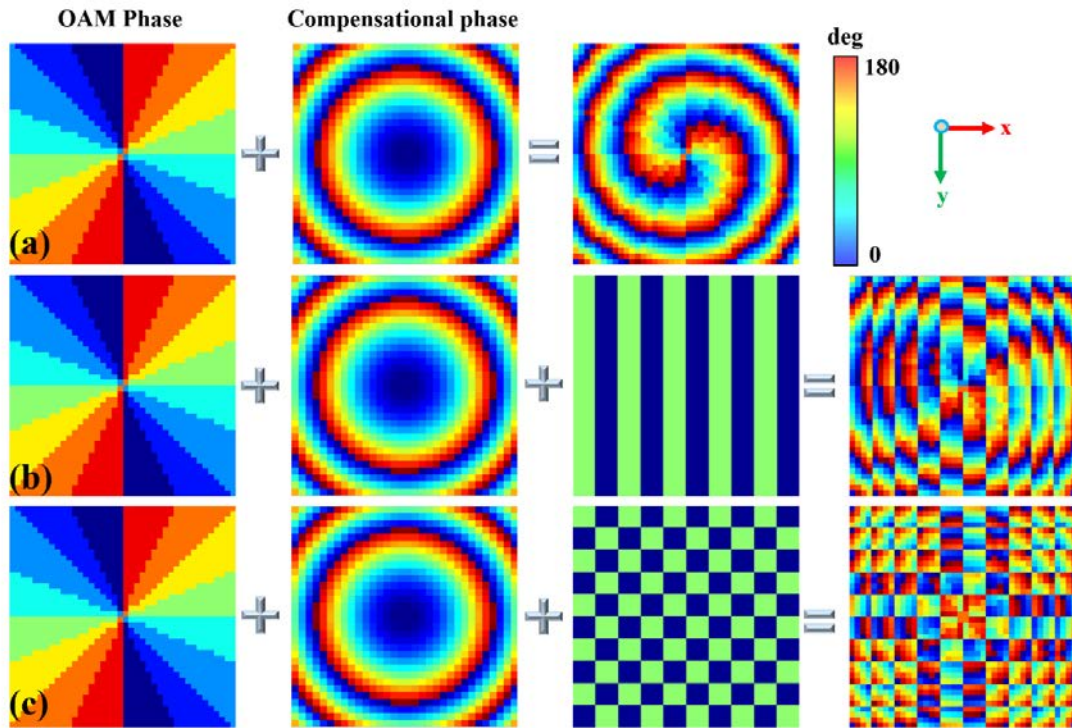 OAM Phase
Compensational phase
deg
180
x
y
0
(a)
(b)
(c)